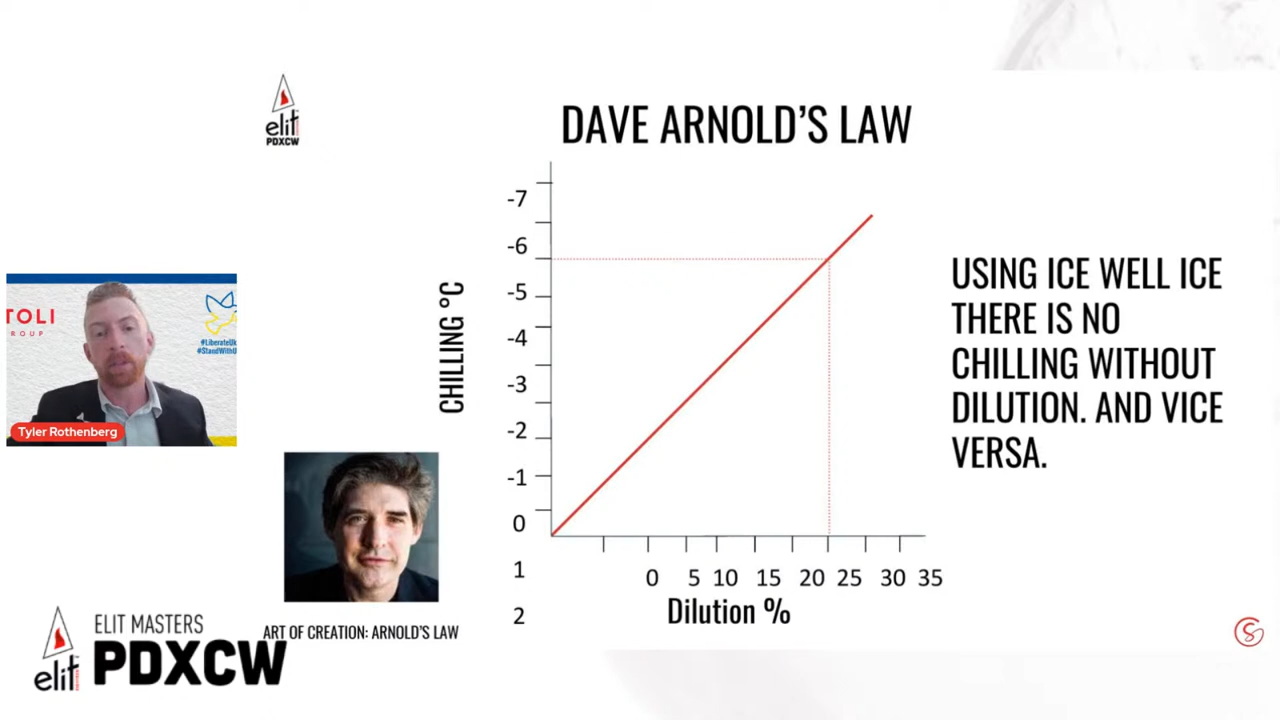 elit
PDXCW
DAVE ARNOLD'S LAW
-7
-6
-5
-4
-3
-2
-1
0
1
2
CHILLING °C
0 5 10 15 20 25 30 35
Dilution %
USING ICE WELL ICE
THERE IS NO
CHILLING WITHOUT
DILUTION. AND VICE
VERSA.
TOLI
ROUP
#LiberateUk
#StandWithU
Tyler Rothenberg
ART OF CREATION: ARNOLD'S LAW
elit
ELIT MASTERS
PDXCW